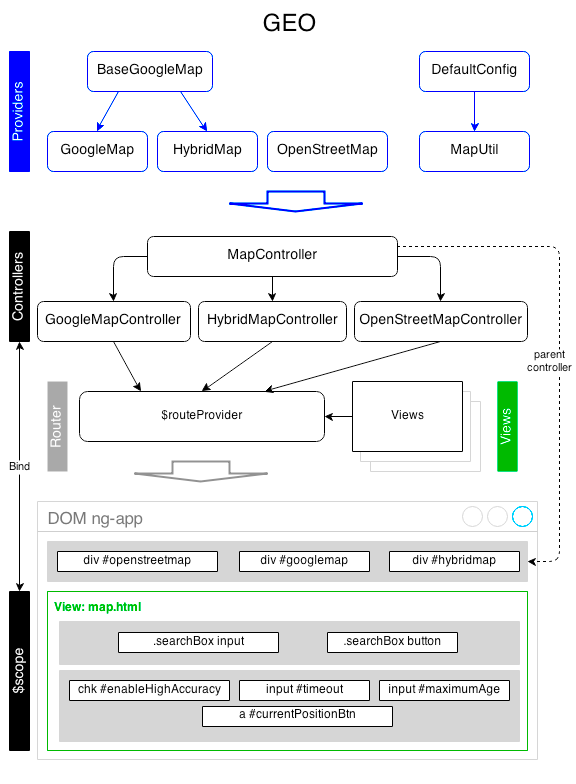 GEO
Providers
BaseGoogleMap
DefaultConfig
GoogleMap
HybridMap
OpenStreetMap
MapUtil
Controllers
MapController
GoogleMapController
HybridMapController
OpenStreetMapController
parent
controller
Router
$routeProvider
Views
Views
Bind
DOM ng-app
div #openstreetmap
div #googlemap
div #hybridmap
$scope
View: map.html
.searchBox input
.searchBox button
chk #enableHighAccuracy
input #timeout
input #maximumAge
a #currentPositionBtn